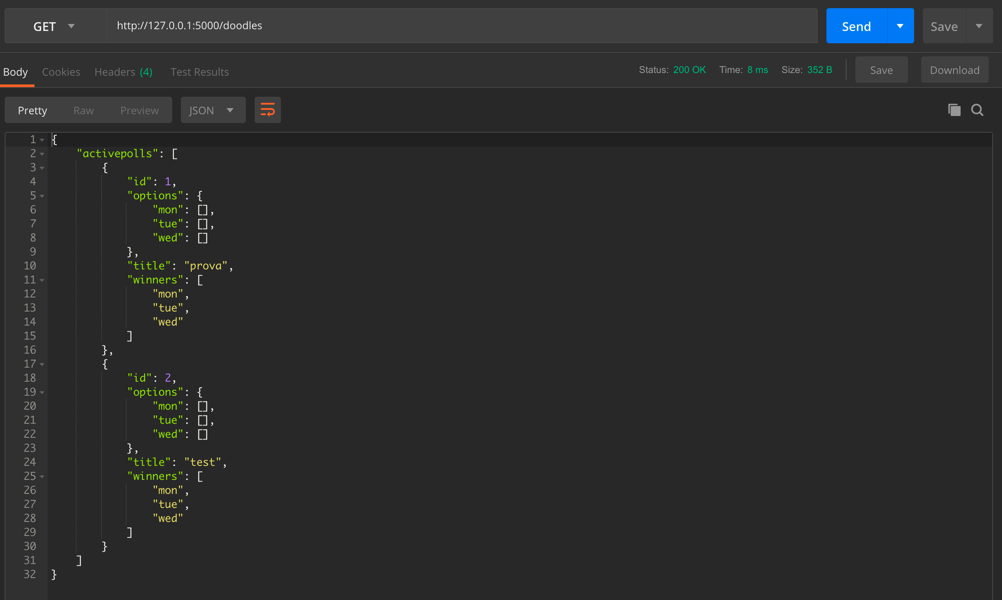 GET http://127.0.0.1:5000/doodles Send Save
Body Cookies Headers (4) Test Results Status: 200 OK Time: 8 ms Size: 352 B Save Download
Pretty Raw Preview JSON
1 {
2 "activepolls": [
3 {
4 "id": 1,
5 "options": {
6 "mon": [],
7 "tue": [],
8 "wed": []
9 },
10 "title": "prova",
11 "winners": [
12 "mon",
13 "tue",
14 "wed"
15 ]
16 },
17 {
18 "id": 2,
19 "options": {
20 "mon": [],
21 "tue": [],
22 "wed": []
23 },
24 "title": "test",
25 "winners": [
26 "mon",
27 "tue",
28 "wed"
29 ]
30 }
31 ]
32 }